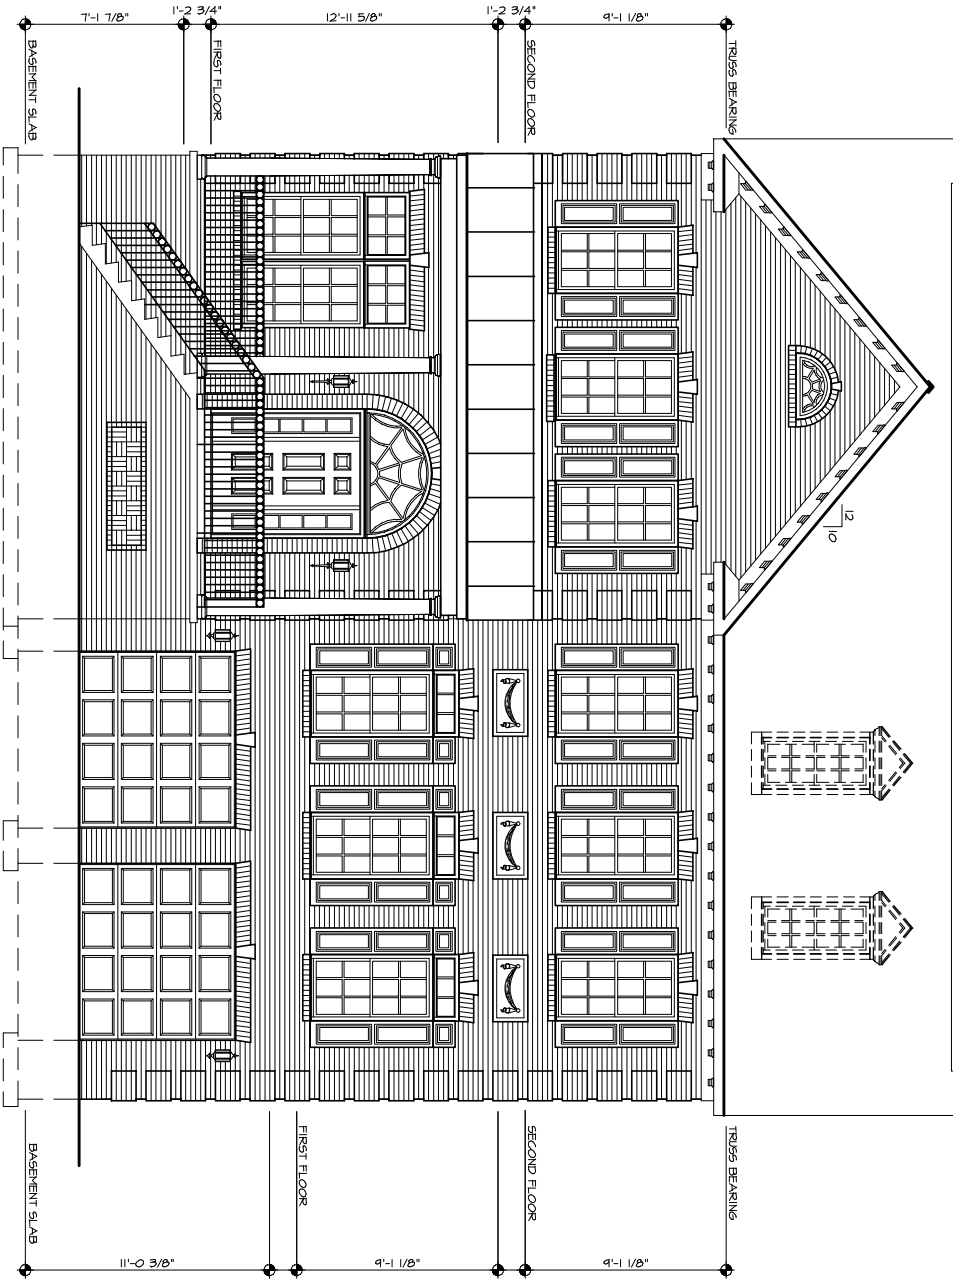 7'-1 7/8"
1'-2 3/4"
12'-11 5/8"
1'-2 3/4"
9'-1 1/8"
BASEMENT SLAB
FIRST FLOOR
SECOND FLOOR
TRUSS BEARING
12
10
BASEMENT SLAB
FIRST FLOOR
SECOND FLOOR
TRUSS BEARING
11'-0 3/8"
9'-1 1/8"
9'-1 1/8"